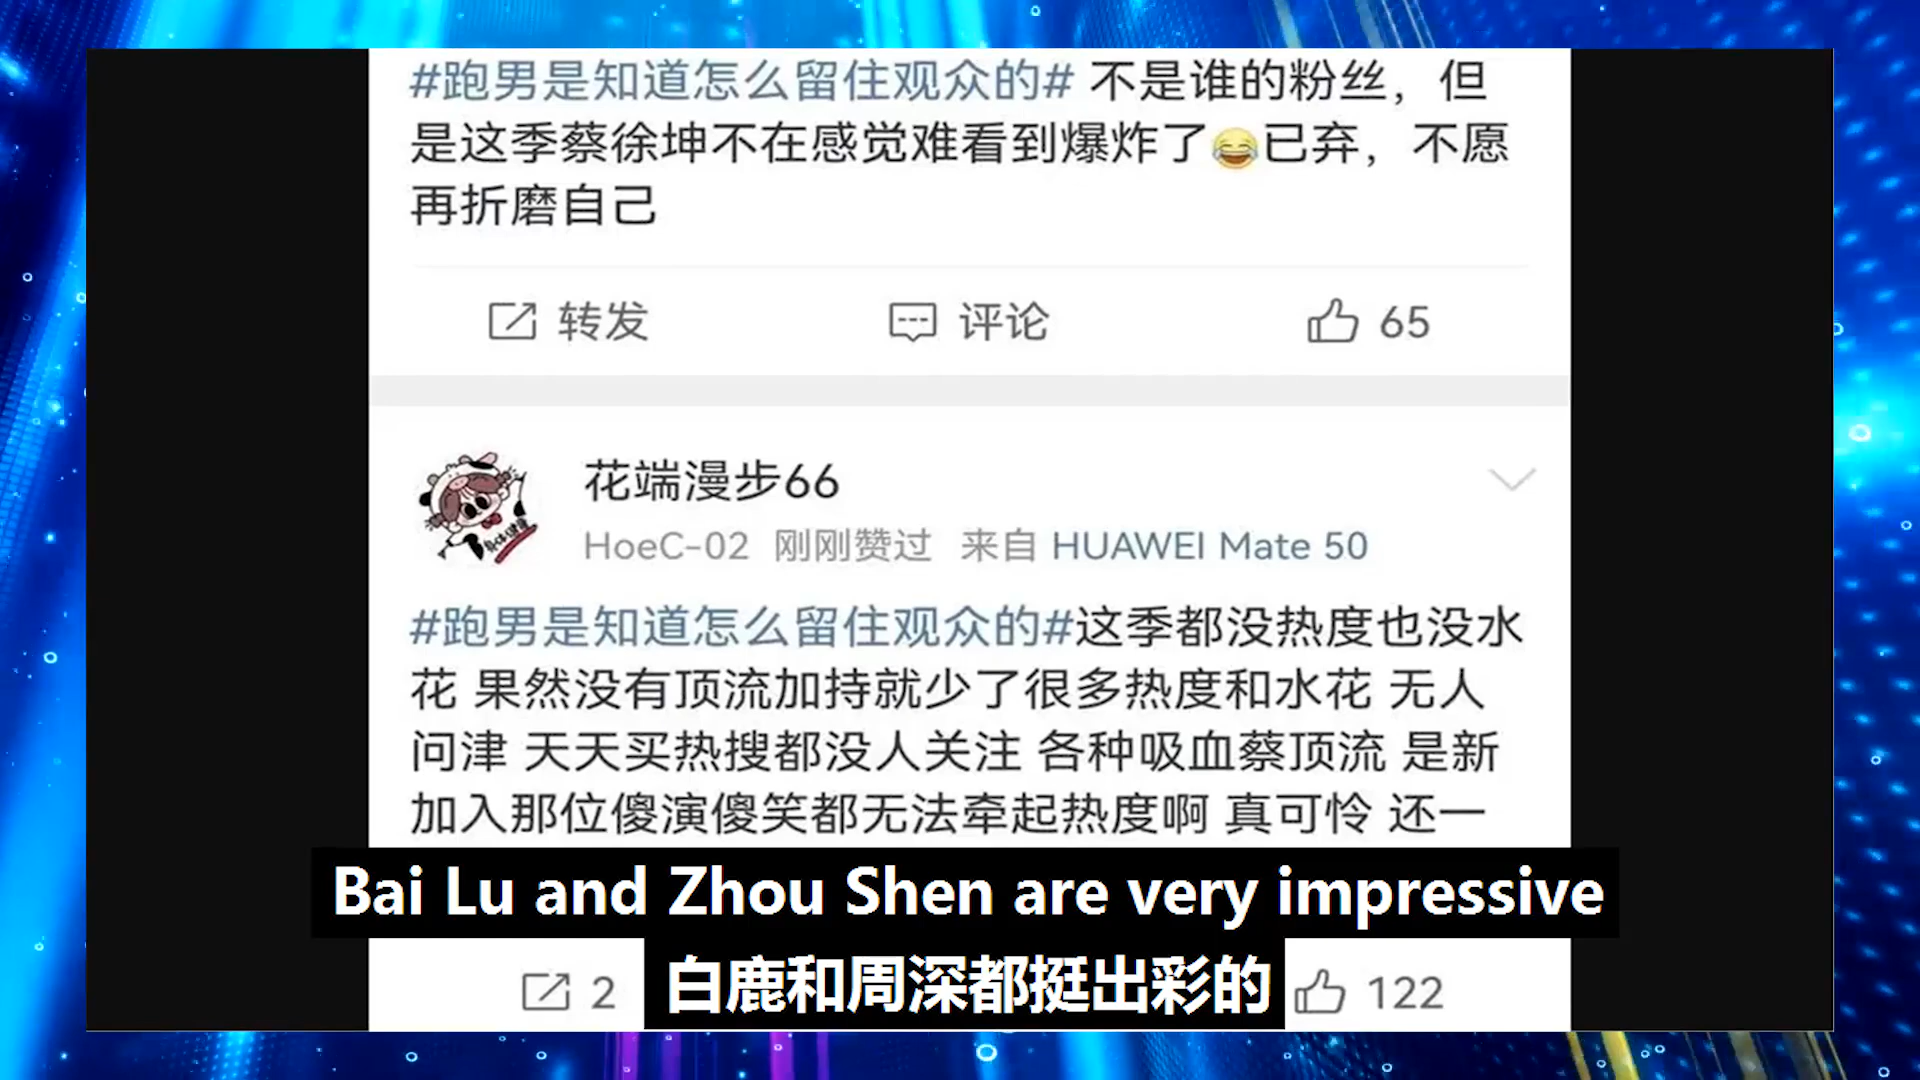 #跑男是知道怎么留住观众的# 不是谁的粉丝，但
是这季蔡徐坤不在感觉难看到爆炸了😂已弃，不愿
再折磨自己
转发 评论 65
花端漫步66
HoeC-02 刚刚赞过 来自 HUAWEI Mate 50
#跑男是知道怎么留住观众的#这季都没热度也没水
花 果然没有顶流加持就少了很多热度和水花 无人
问津 天天买热搜都没人关注 各种吸血蔡顶流 是新
加入那位傻演傻笑都无法牵起热度啊 真可怜 还一
Bai Lu and Zhou Shen are very impressive
2 白鹿和周深都挺出彩的 122